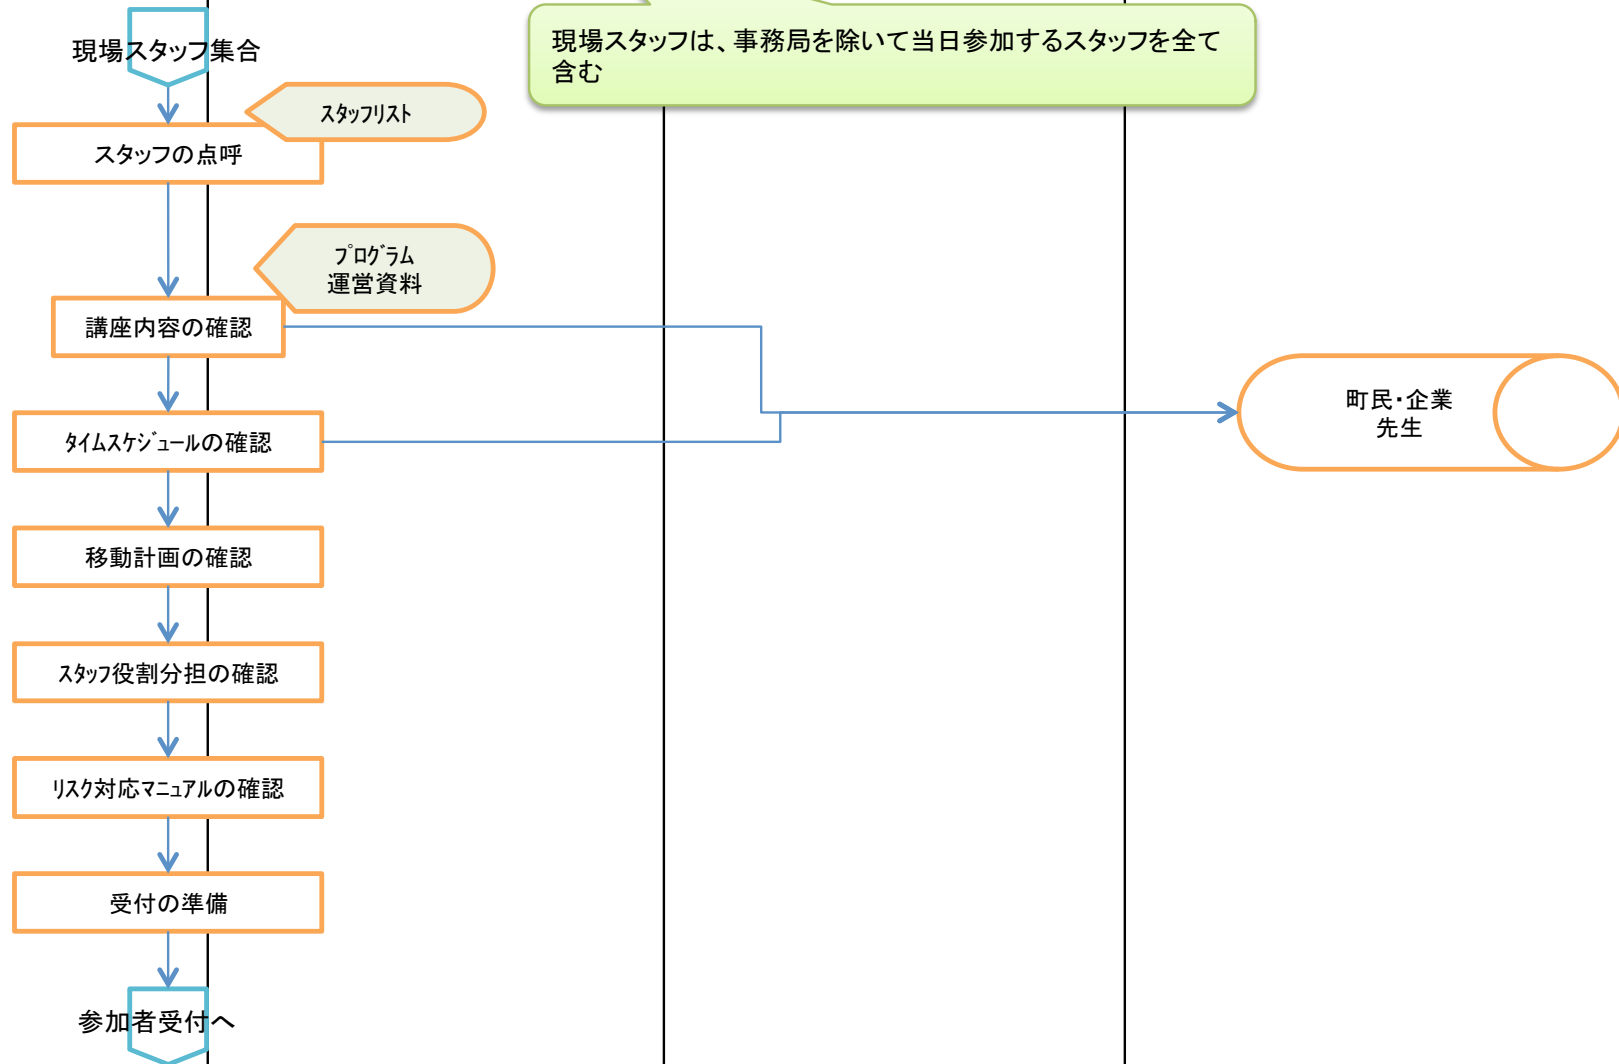 現場スタッフ集合
現場スタッフは、事務局を除いて当日参加するスタッフを全て
含む
ｽﾀｯﾌﾘｽﾄ
スタッフの点呼
ﾌﾟﾛｸﾞﾗﾑ
運営資料
講座内容の確認
町民・企業
先生
ﾀｲﾑｽｹｼﾞｭｰﾙの確認
移動計画の確認
ｽﾀｯﾌ役割分担の確認
ﾘｽｸ対応ﾏﾆｭｱﾙの確認
受付の準備
参加者受付へ